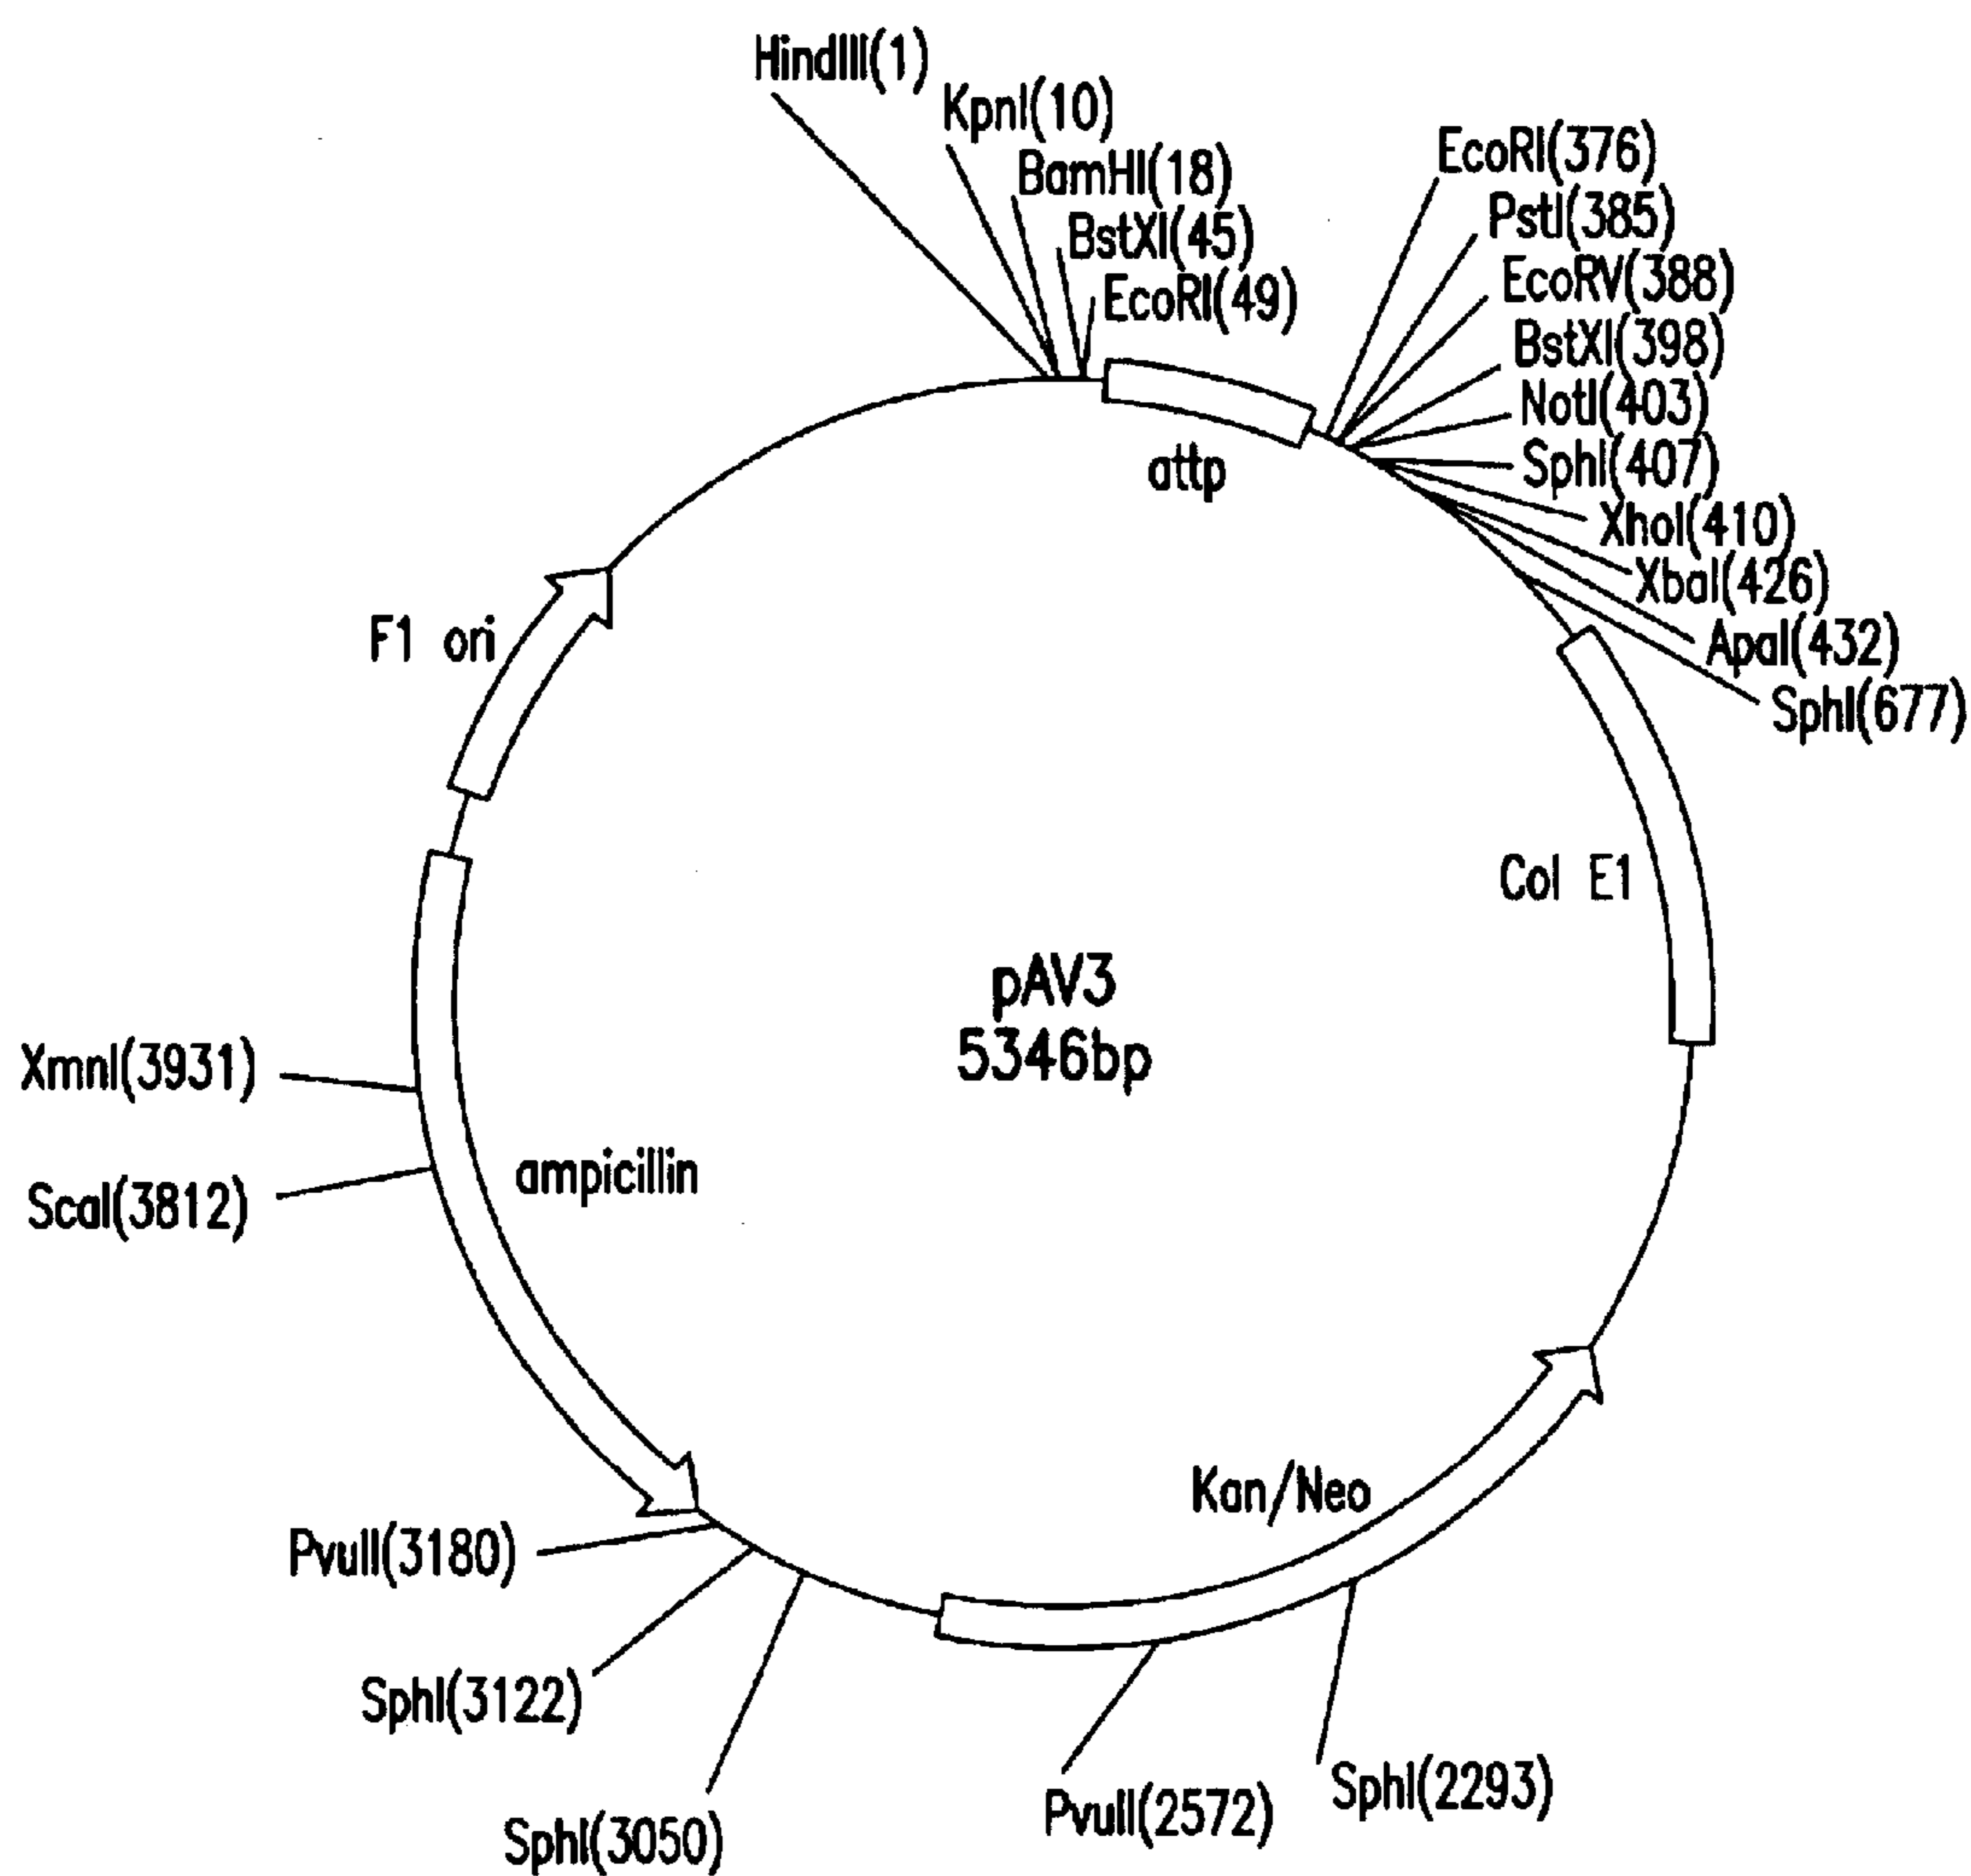 HindIII(1)
KpnI(10)
BamHI(18)
BstXI(45)
EcoRI(49)
EcoRI(376)
PstI(385)
EcoRV(388)
BstXI(398)
NotI(403)
SphI(407)
XhoI(410)
XbaI(426)
ApaI(432)
SphI(677)
attp
F1 ori
Col E1
pAV3
5346bp
XmnI(3931)
ScaI(3812)
ampicillin
Kan/Neo
PvuII(3180)
SphI(3122)
SphI(3050)
PvuII(2572)
SphI(2293)